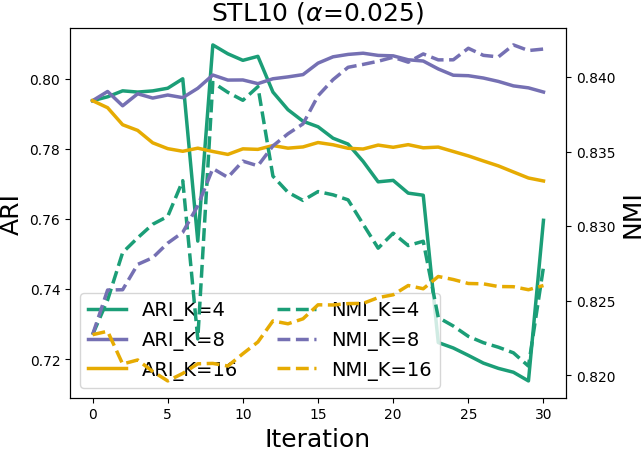 STL10 (α=0.025)
ARI
0.80
0.78
0.76
0.74
0.72
0.840
0.835
0.830
0.825
0.820
NMI
ARI_K=4
ARI_K=8
ARI_K=16
NMI_K=4
NMI_K=8
NMI_K=16
0 5 10 15 20 25 30
Iteration